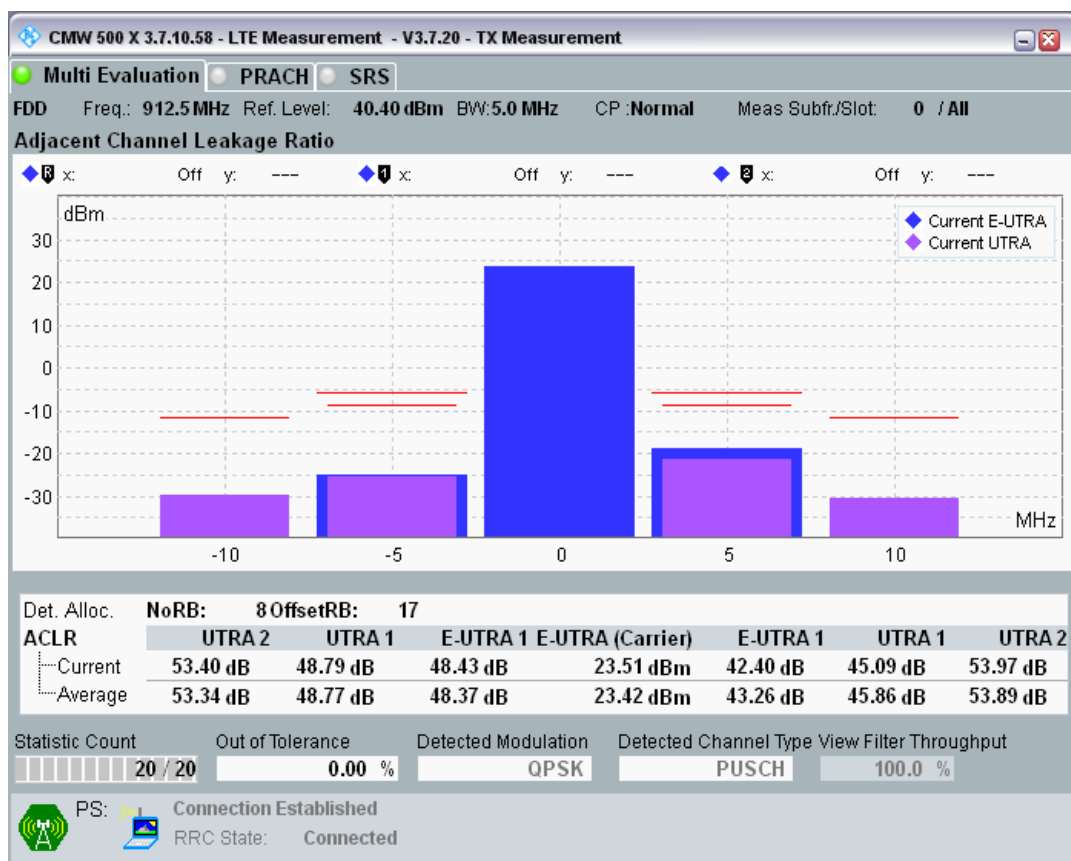 CMW 500 X 3.7.10.58 - LTE Measurement - V3.7.20 - TX Measurement
Multi Evaluation PRACH SRS
FDD Freq.: 912.5 MHz Ref. Level: 40.40 dBm BW:5.0 MHz CP :Normal Meas Subfr./Slot: 0 / All
Adjacent Channel Leakage Ratio
R x: Off y: --- 1 x: Off y: --- 2 x: Off y: ---
dBm
Current E-UTRA
Current UTRA
30
20
10
0
-10
-20
-30
MHz
-10 -5 0 5 10
Det. Alloc. NoRB: 8 OffsetRB: 17
ACLR UTRA 2 UTRA 1 E-UTRA 1 E-UTRA (Carrier) E-UTRA 1 UTRA 1 UTRA 2
Current 53.40 dB 48.79 dB 48.43 dB 23.51 dBm 42.40 dB 45.09 dB 53.97 dB
Average 53.34 dB 48.77 dB 48.37 dB 23.42 dBm 43.26 dB 45.86 dB 53.89 dB
Statistic Count Out of Tolerance Detected Modulation Detected Channel Type View Filter Throughput
20 / 20 0.00 % QPSK PUSCH 100.0 %
PS: Connection Established
RRC State: Connected